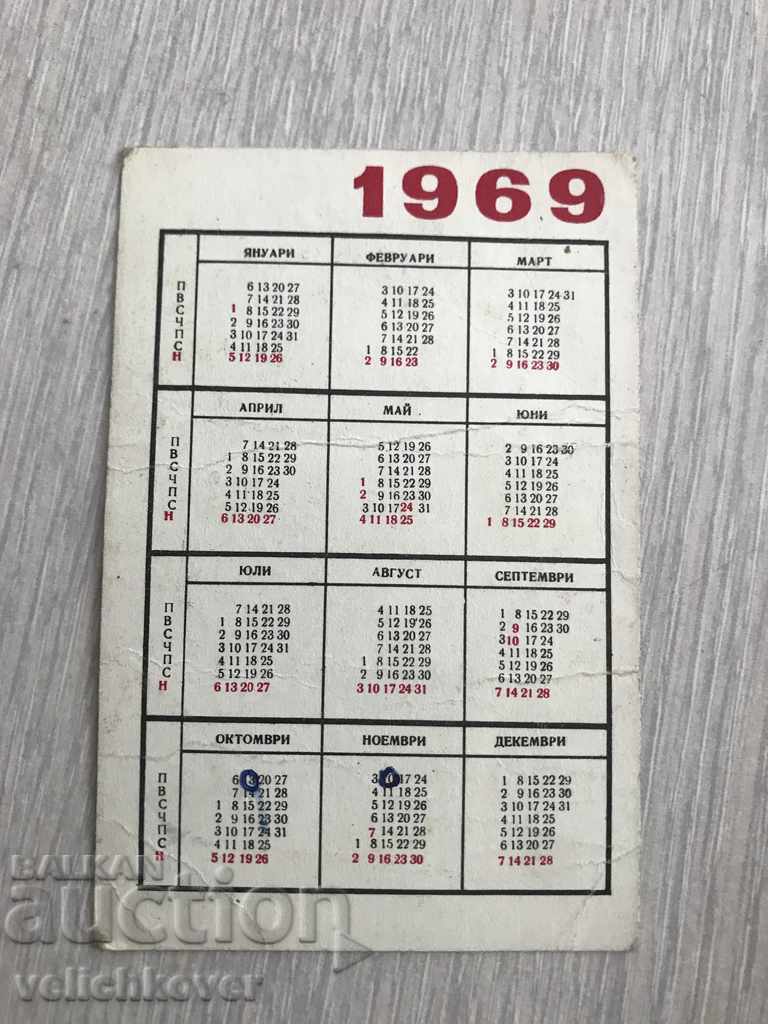 1969
ЯНУАРИ ФЕВРУАРИ МАРТ
П 6 13 20 27 3 10 17 24 3 10 17 24 31
В 7 14 21 28 4 11 18 25 4 11 18 25
С 1 8 15 22 29 5 12 19 26 5 12 19 26
Ч 2 9 16 23 30 6 13 20 27 6 13 20 27
П 3 10 17 24 31 7 14 21 28 7 14 21 28
С 4 11 18 25 1 8 15 22 1 8 15 22 29
Н 5 12 19 26 2 9 16 23 2 9 16 23 30
АПРИЛ МАЙ ЮНИ
П 7 14 21 28 5 12 19 26 2 9 16 23 30
В 1 8 15 22 29 6 13 20 27 3 10 17 24
С 2 9 16 23 30 7 14 21 28 4 11 18 25
Ч 3 10 17 24 1 8 15 22 29 5 12 19 26
П 4 11 18 25 2 9 16 23 30 6 13 20 27
С 5 12 19 26 3 10 17 24 31 7 14 21 28
Н 6 13 20 27 4 11 18 25 1 8 15 22 29
ЮЛИ АВГУСТ СЕПТЕМВРИ
П 7 14 21 28 4 11 18 25 1 8 15 22 29
В 1 8 15 22 29 5 12 19 26 2 9 16 23 30
С 2 9 16 23 30 6 13 20 27 3 10 17 24
Ч 3 10 17 24 31 7 14 21 28 4 11 18 25
П 4 11 18 25 1 8 15 22 29 5 12 19 26
С 5 12 19 26 2 9 16 23 30 6 13 20 27
Н 6 13 20 27 3 10 17 24 31 7 14 21 28
ОКТОМВРИ НОЕМВРИ ДЕКЕМВРИ
П 6 13 20 27 3 10 17 24 1 8 15 22 29
В 7 14 21 28 4 11 18 25 2 9 16 23 30
С 1 8 15 22 29 5 12 19 26 3 10 17 24 31
Ч 2 9 16 23 30 6 13 20 27 4 11 18 25
П 3 10 17 24 31 7 14 21 28 5 12 19 26
С 4 11 18 25 1 8 15 22 29 6 13 20 27
Н 5 12 19 26 2 9 16 23 30 7 14 21 28
BALKAN
auction
velichkover